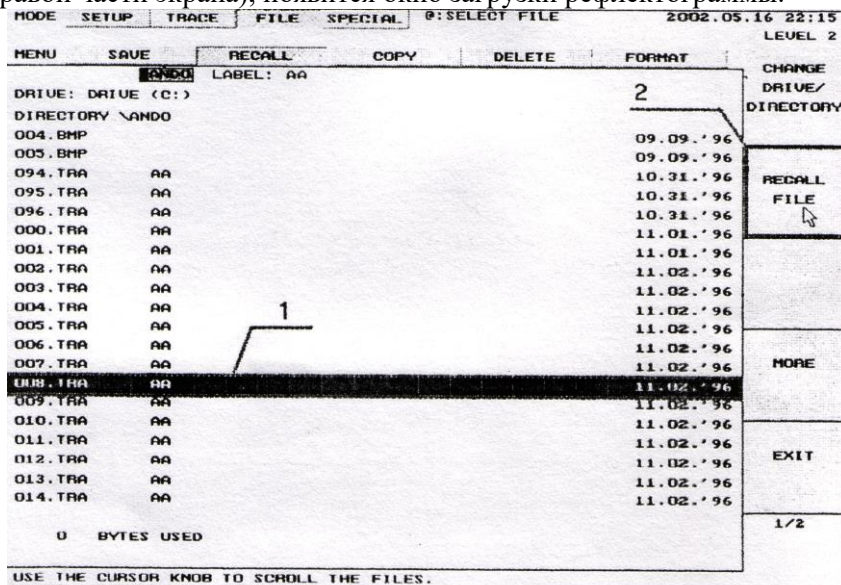 равой части экрана), появится окно загрузки рефлектограммы.
MODE SETUP TRACE FILE SPECIAL @:SELECT FILE 2002.05.16 22:15
LEVEL 2
MENU SAVE RECALL COPY DELETE FORMAT
ANDO LABEL: AA
DRIVE: DRIVE (C:)
DIRECTORY \ANDO
004.BMP 09.09.'96
005.BMP 09.09.'96
094.TRA AA 10.31.'96
095.TRA AA 10.31.'96
096.TRA AA 10.31.'96
000.TRA AA 11.01.'96
001.TRA AA 11.01.'96
002.TRA AA 11.02.'96
003.TRA AA 11.02.'96
004.TRA AA 11.02.'96
005.TRA AA 11.02.'96
006.TRA AA 11.02.'96
007.TRA AA 11.02.'96
008.TRA AA 11.02.'96
009.TRA AA 11.02.'96
010.TRA AA 11.02.'96
011.TRA AA 11.02.'96
012.TRA AA 11.02.'96
013.TRA AA 11.02.'96
014.TRA AA 11.02.'96
0 BYTES USED
USE THE CURSOR KNOB TO SCROLL THE FILES.
1
2
CHANGE
DRIVE/
DIRECTORY
RECALL
FILE
MORE
EXIT
1/2